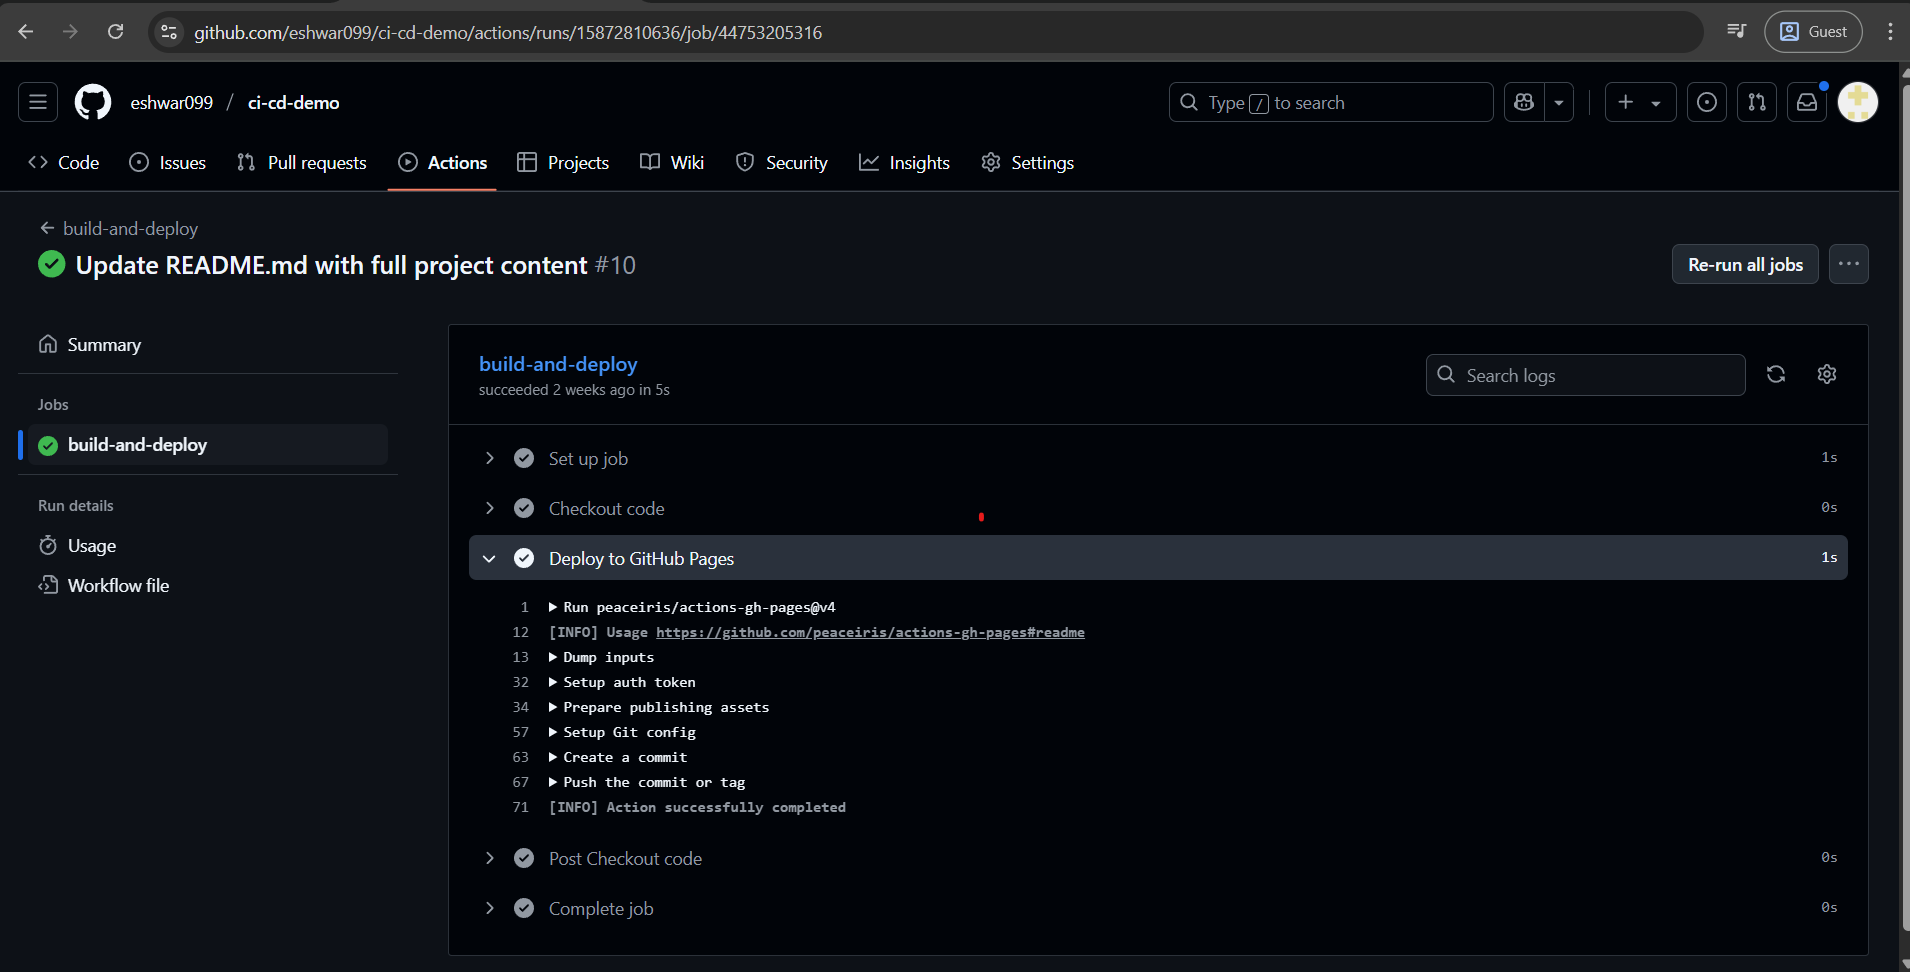 github.com/eshwar099/ci-cd-demo/actions/runs/15872810636/job/44753205316
Guest
eshwar099 / ci-cd-demo
Type / to search
Code
Issues
Pull requests
Actions
Projects
Wiki
Security
Insights
Settings
build-and-deploy
Update README.md with full project content #10
Re-run all jobs
Summary
Jobs
build-and-deploy
Run details
Usage
Workflow file
build-and-deploy
succeeded 2 weeks ago in 5s
Search logs
Set up job 1s
Checkout code 0s
Deploy to GitHub Pages 1s
1 Run peaceiris/actions-gh-pages@v4
12 [INFO] Usage https://github.com/peaceiris/actions-gh-pages#readme
13 Dump inputs
32 Setup auth token
34 Prepare publishing assets
57 Setup Git config
63 Create a commit
67 Push the commit or tag
71 [INFO] Action successfully completed
Post Checkout code 0s
Complete job 0s